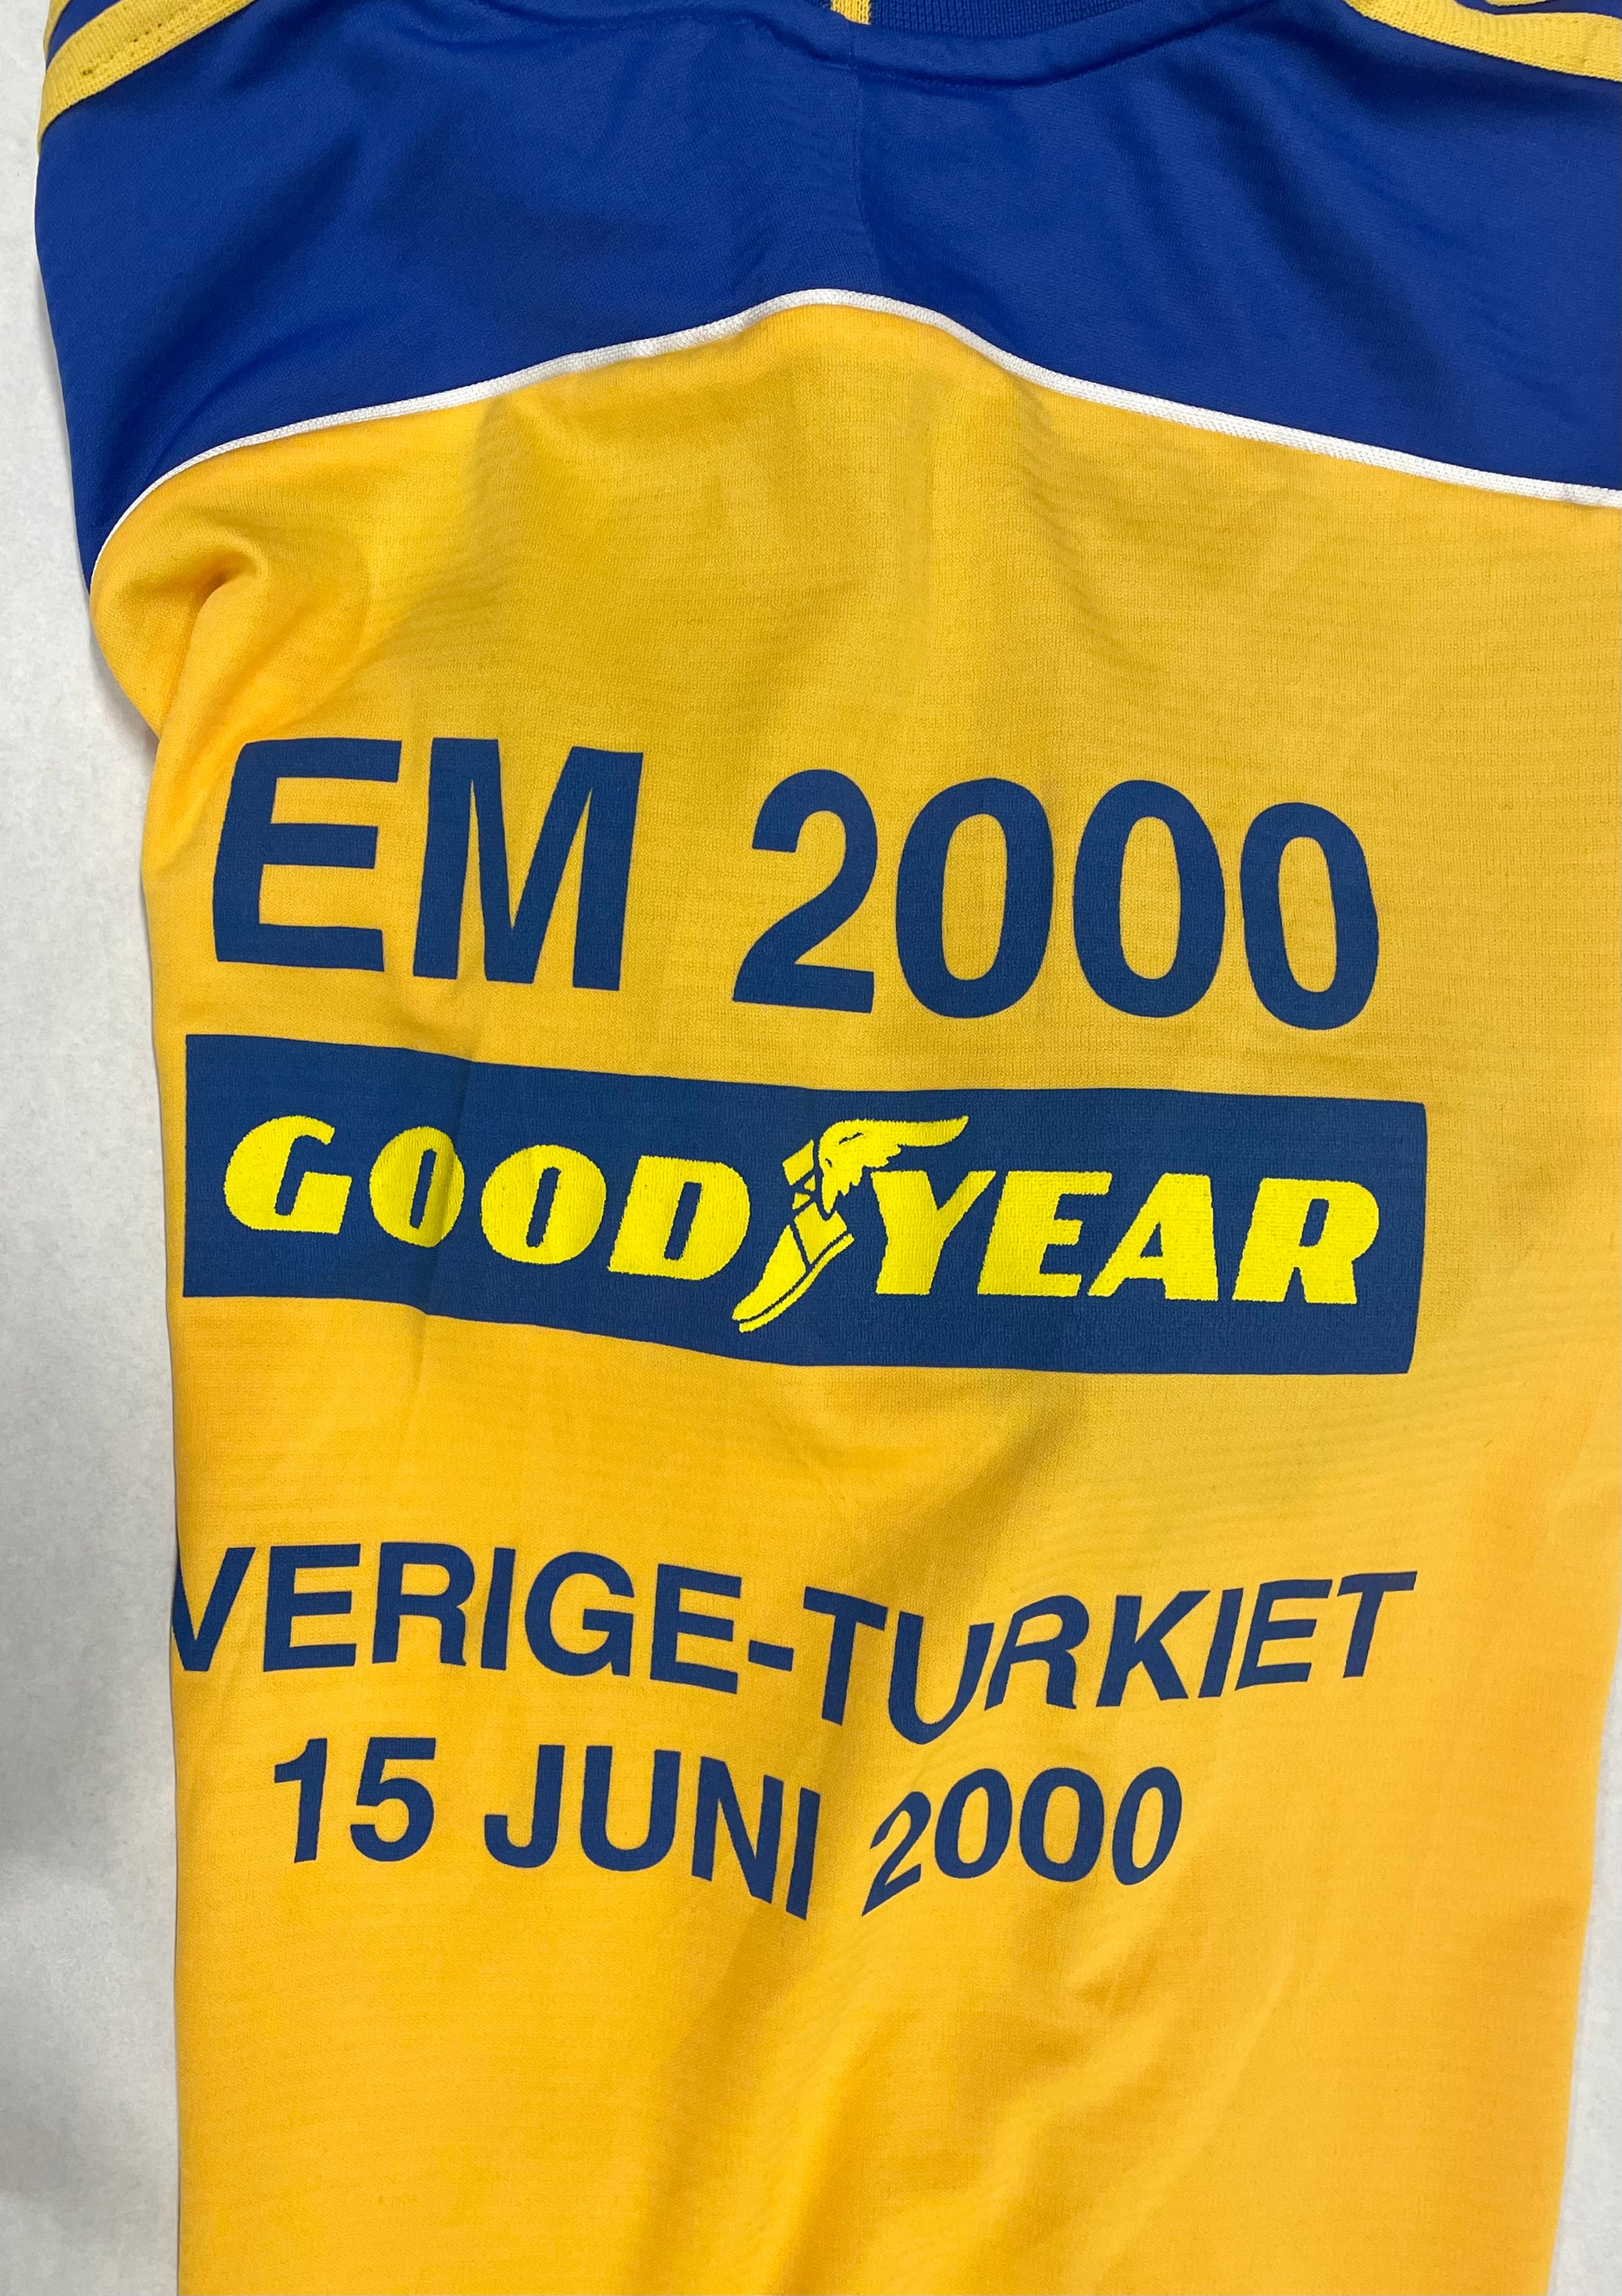 EM 2000
GOODYEAR
VERIGE-TURKIET
15 JUNI 2000